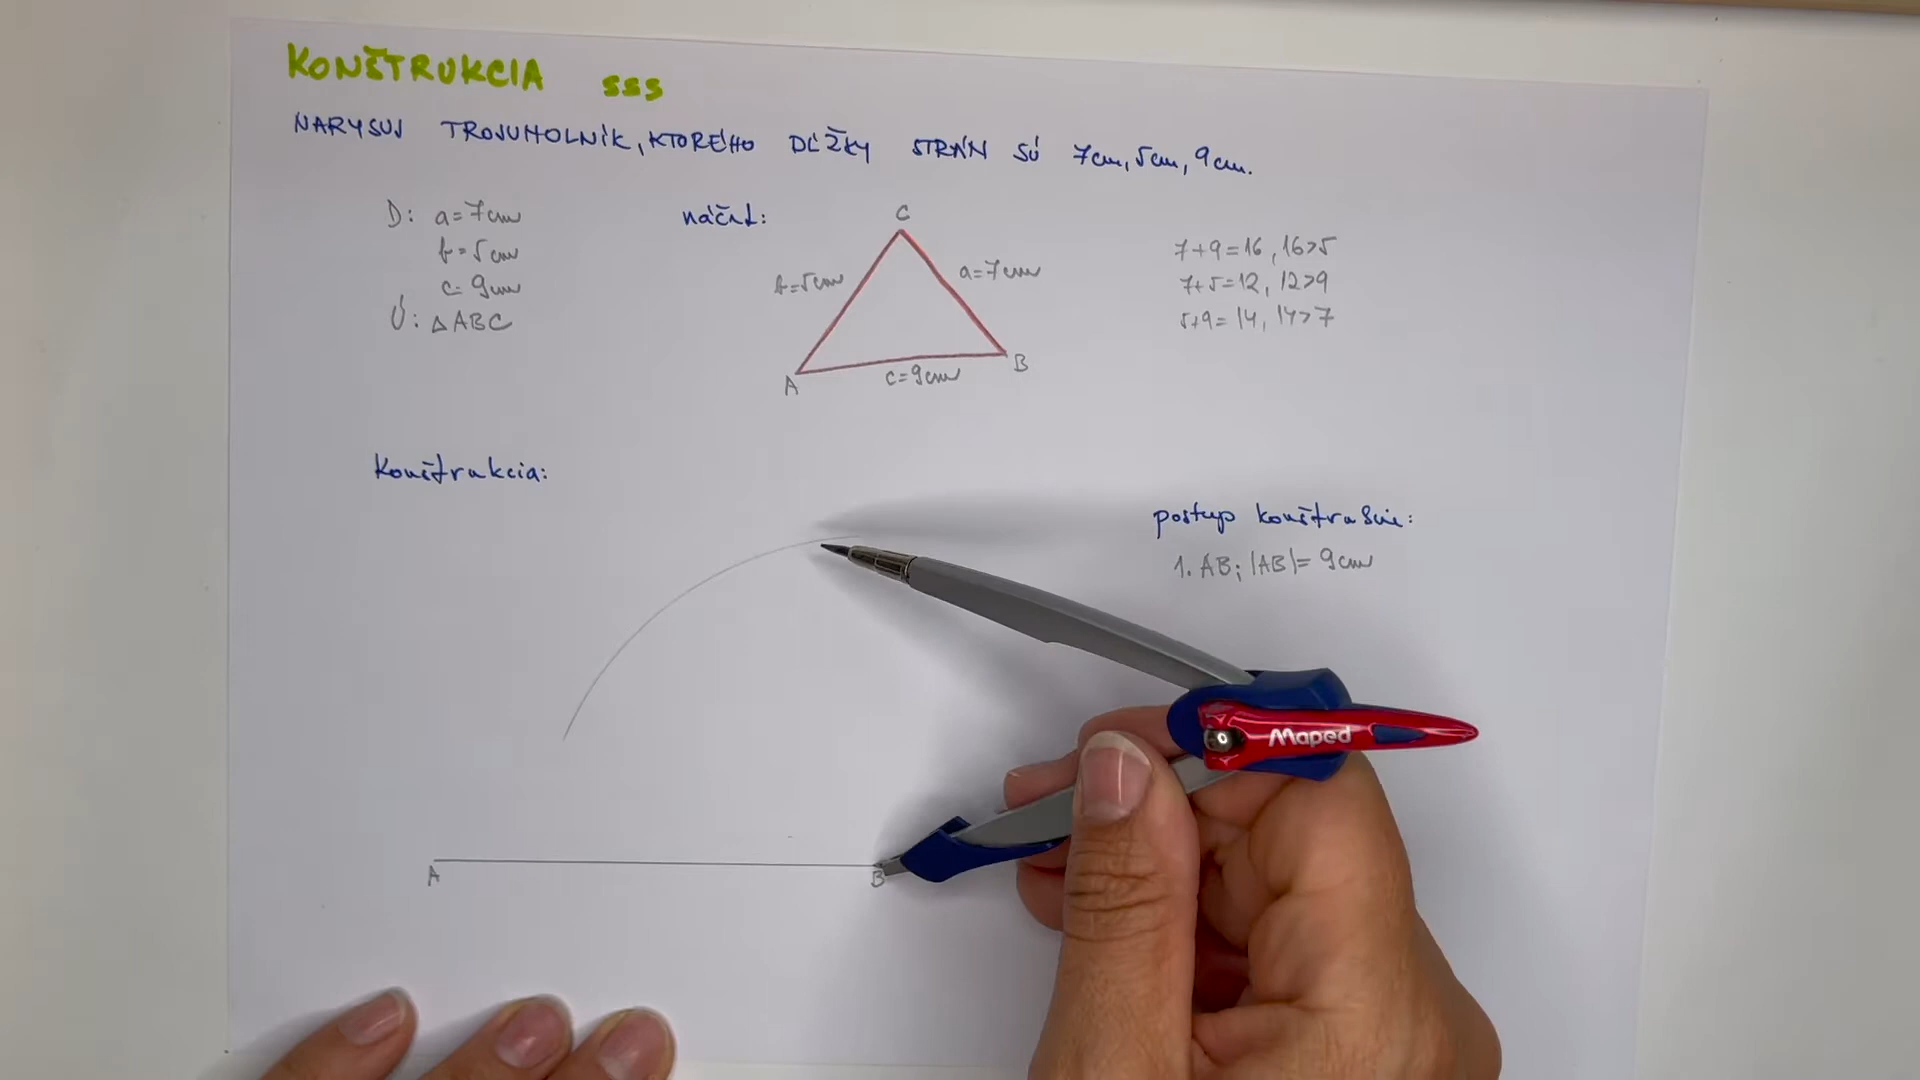 KONŠTRUKCIA sss
NARYSUJ TROJUHOLNÍK, KTORÉHO DĹŽKY STRÁN SÚ 7cm, 5cm, 9cm.
D: a=7cm
b=5cm
c=9cm
Ú: △ABC
náčrt:
C
b=5cm
a=7cm
A
c=9cm
B
7+9=16, 16>5
7+5=12, 12>9
5+9=14, 14>7
Konštrukcia:
postup konštrukcie:
1. AB; |AB|=9cm
Maped
A
B